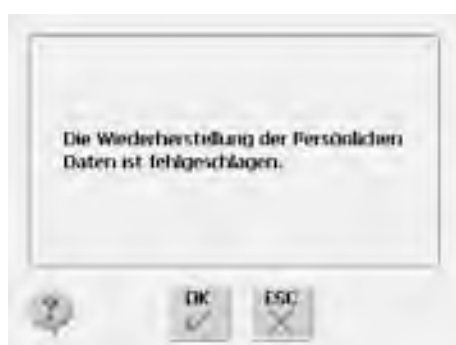 Die Wiederherstellung der Persönlichen
Daten ist fehlgeschlagen.
?
OK
ESC